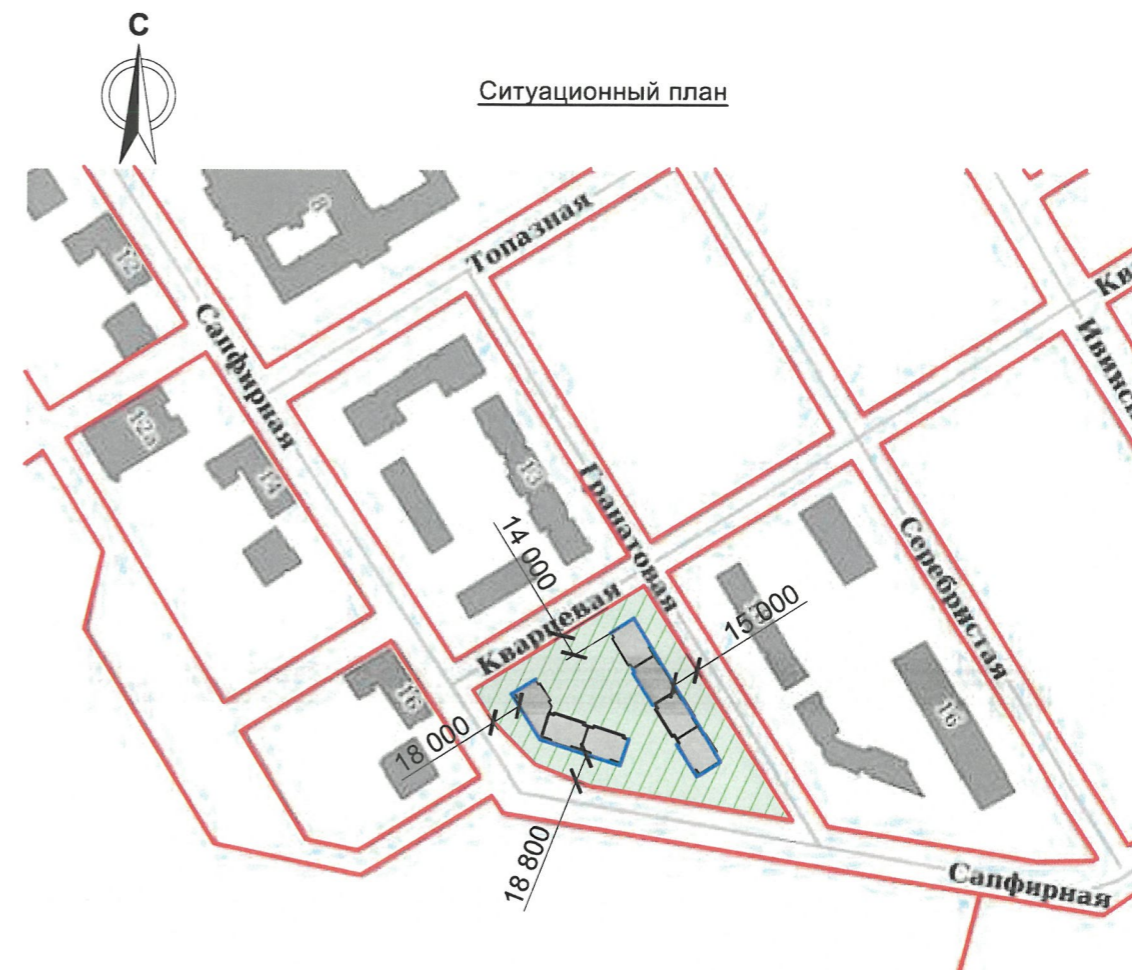 С
Ситуационный план
8
Топазная
12
Сапфирная
Кв
Ивинск
12а
14
13
Гранатовая
14 000
Серебристая
Кварцевая
15 000
16
16
18 000
18 800
Сапфирная